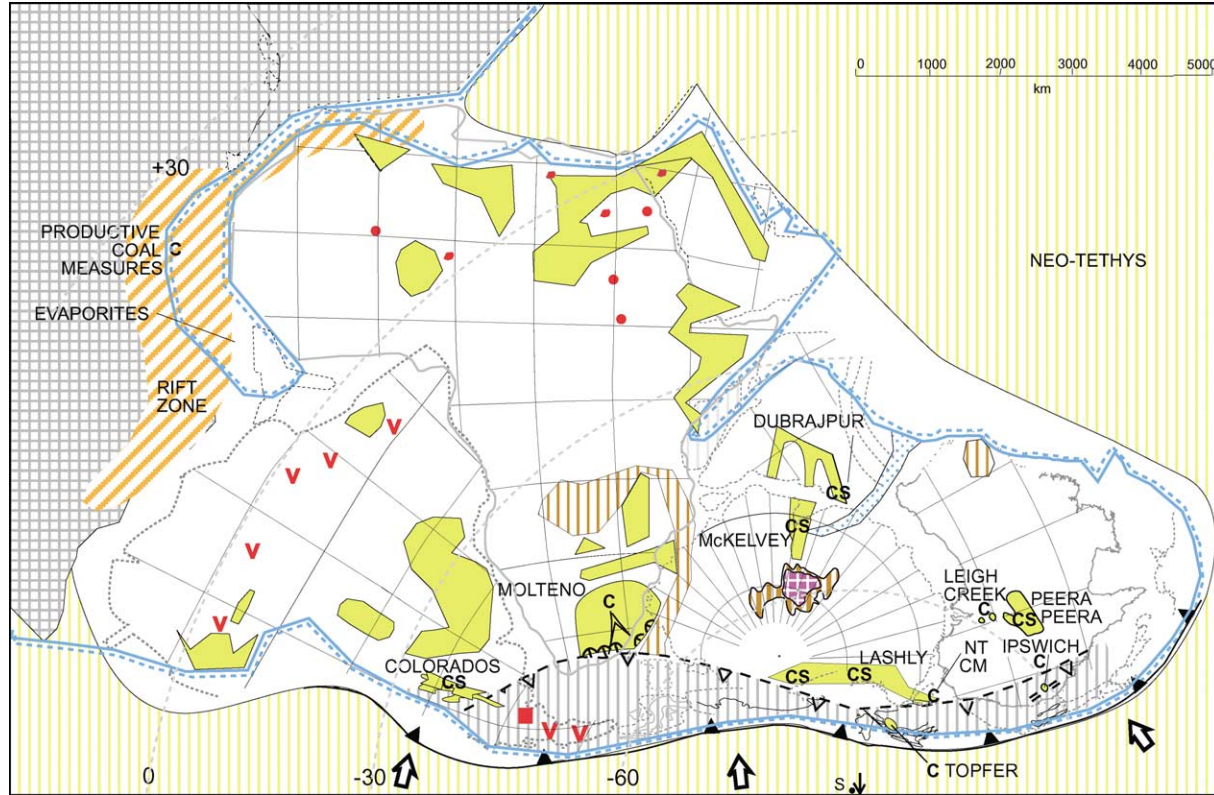 0 1000 2000 3000 4000 5000
km
+30
PRODUCTIVE
COAL C
MEASURES
EVAPORITES
RIFT
ZONE
NEO-TETHYS
V
V
V
V
V
DUBRAJPUR
CS
CS
McKELVEY
MOLTENO
C
LEIGH
CREEK
C
PEERA
PEERA
CS
NT
CM
IPSWICH
C
COLORADOS
CS
LASHLY
CS
CS
C
V
V
C TOPFER
0
-30
-60
S